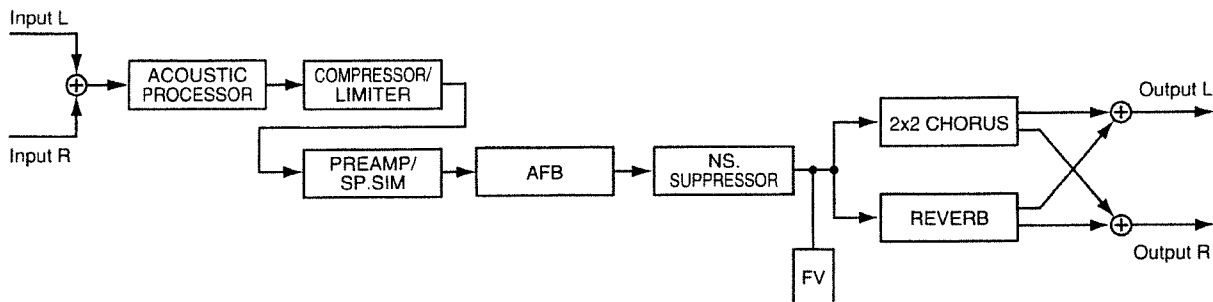 Input L
Input R
ACOUSTIC
PROCESSOR
COMPRESSOR/
LIMITER
PREAMP/
SP.SIM
AFB
NS.
SUPPRESSOR
FV
2x2 CHORUS
REVERB
Output L
Output R